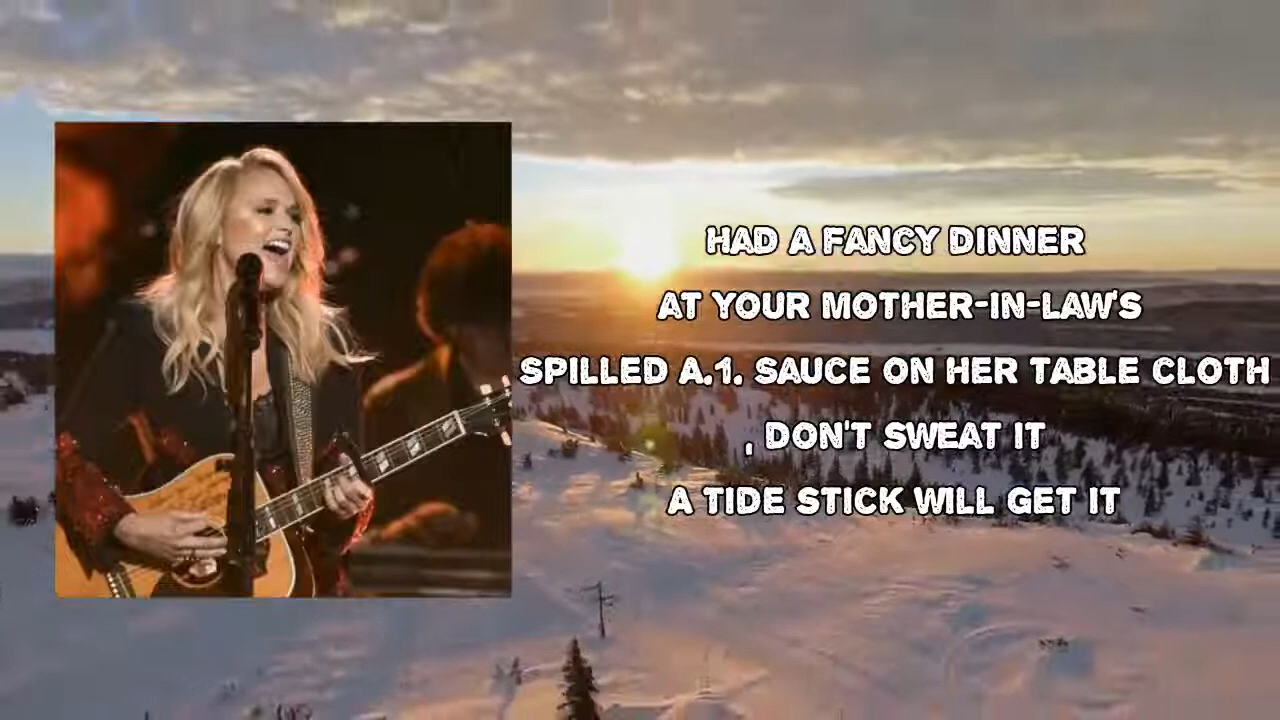 HAD A FANCY DINNER
AT YOUR MOTHER-IN-LAW'S
SPILLED A.1. SAUCE ON HER TABLE CLOTH
, DON'T SWEAT IT
A TIDE STICK WILL GET IT